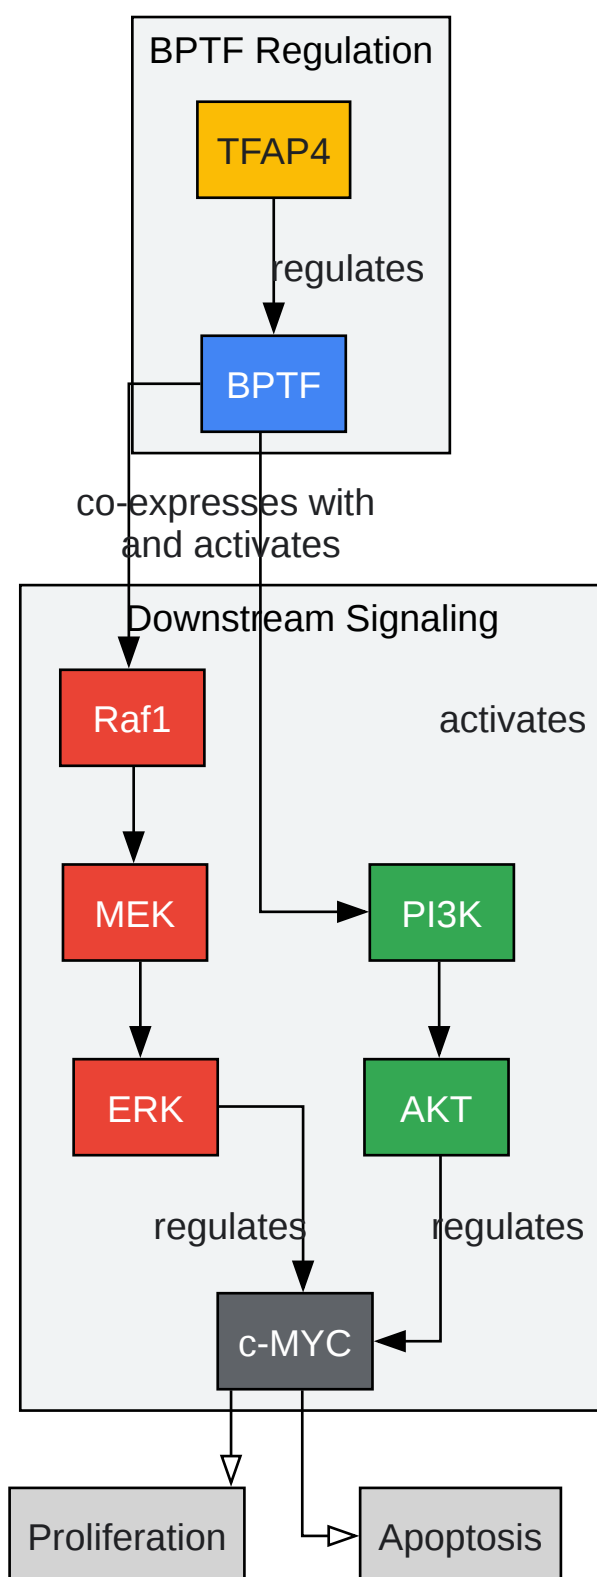 BPTF Regulation
TFAP4
regulates
BPTF
co-expresses with
and activates
Downstream Signaling
Raf1
activates
MEK
PI3K
ERK
AKT
regulates
regulates
c-MYC
Proliferation
Apoptosis